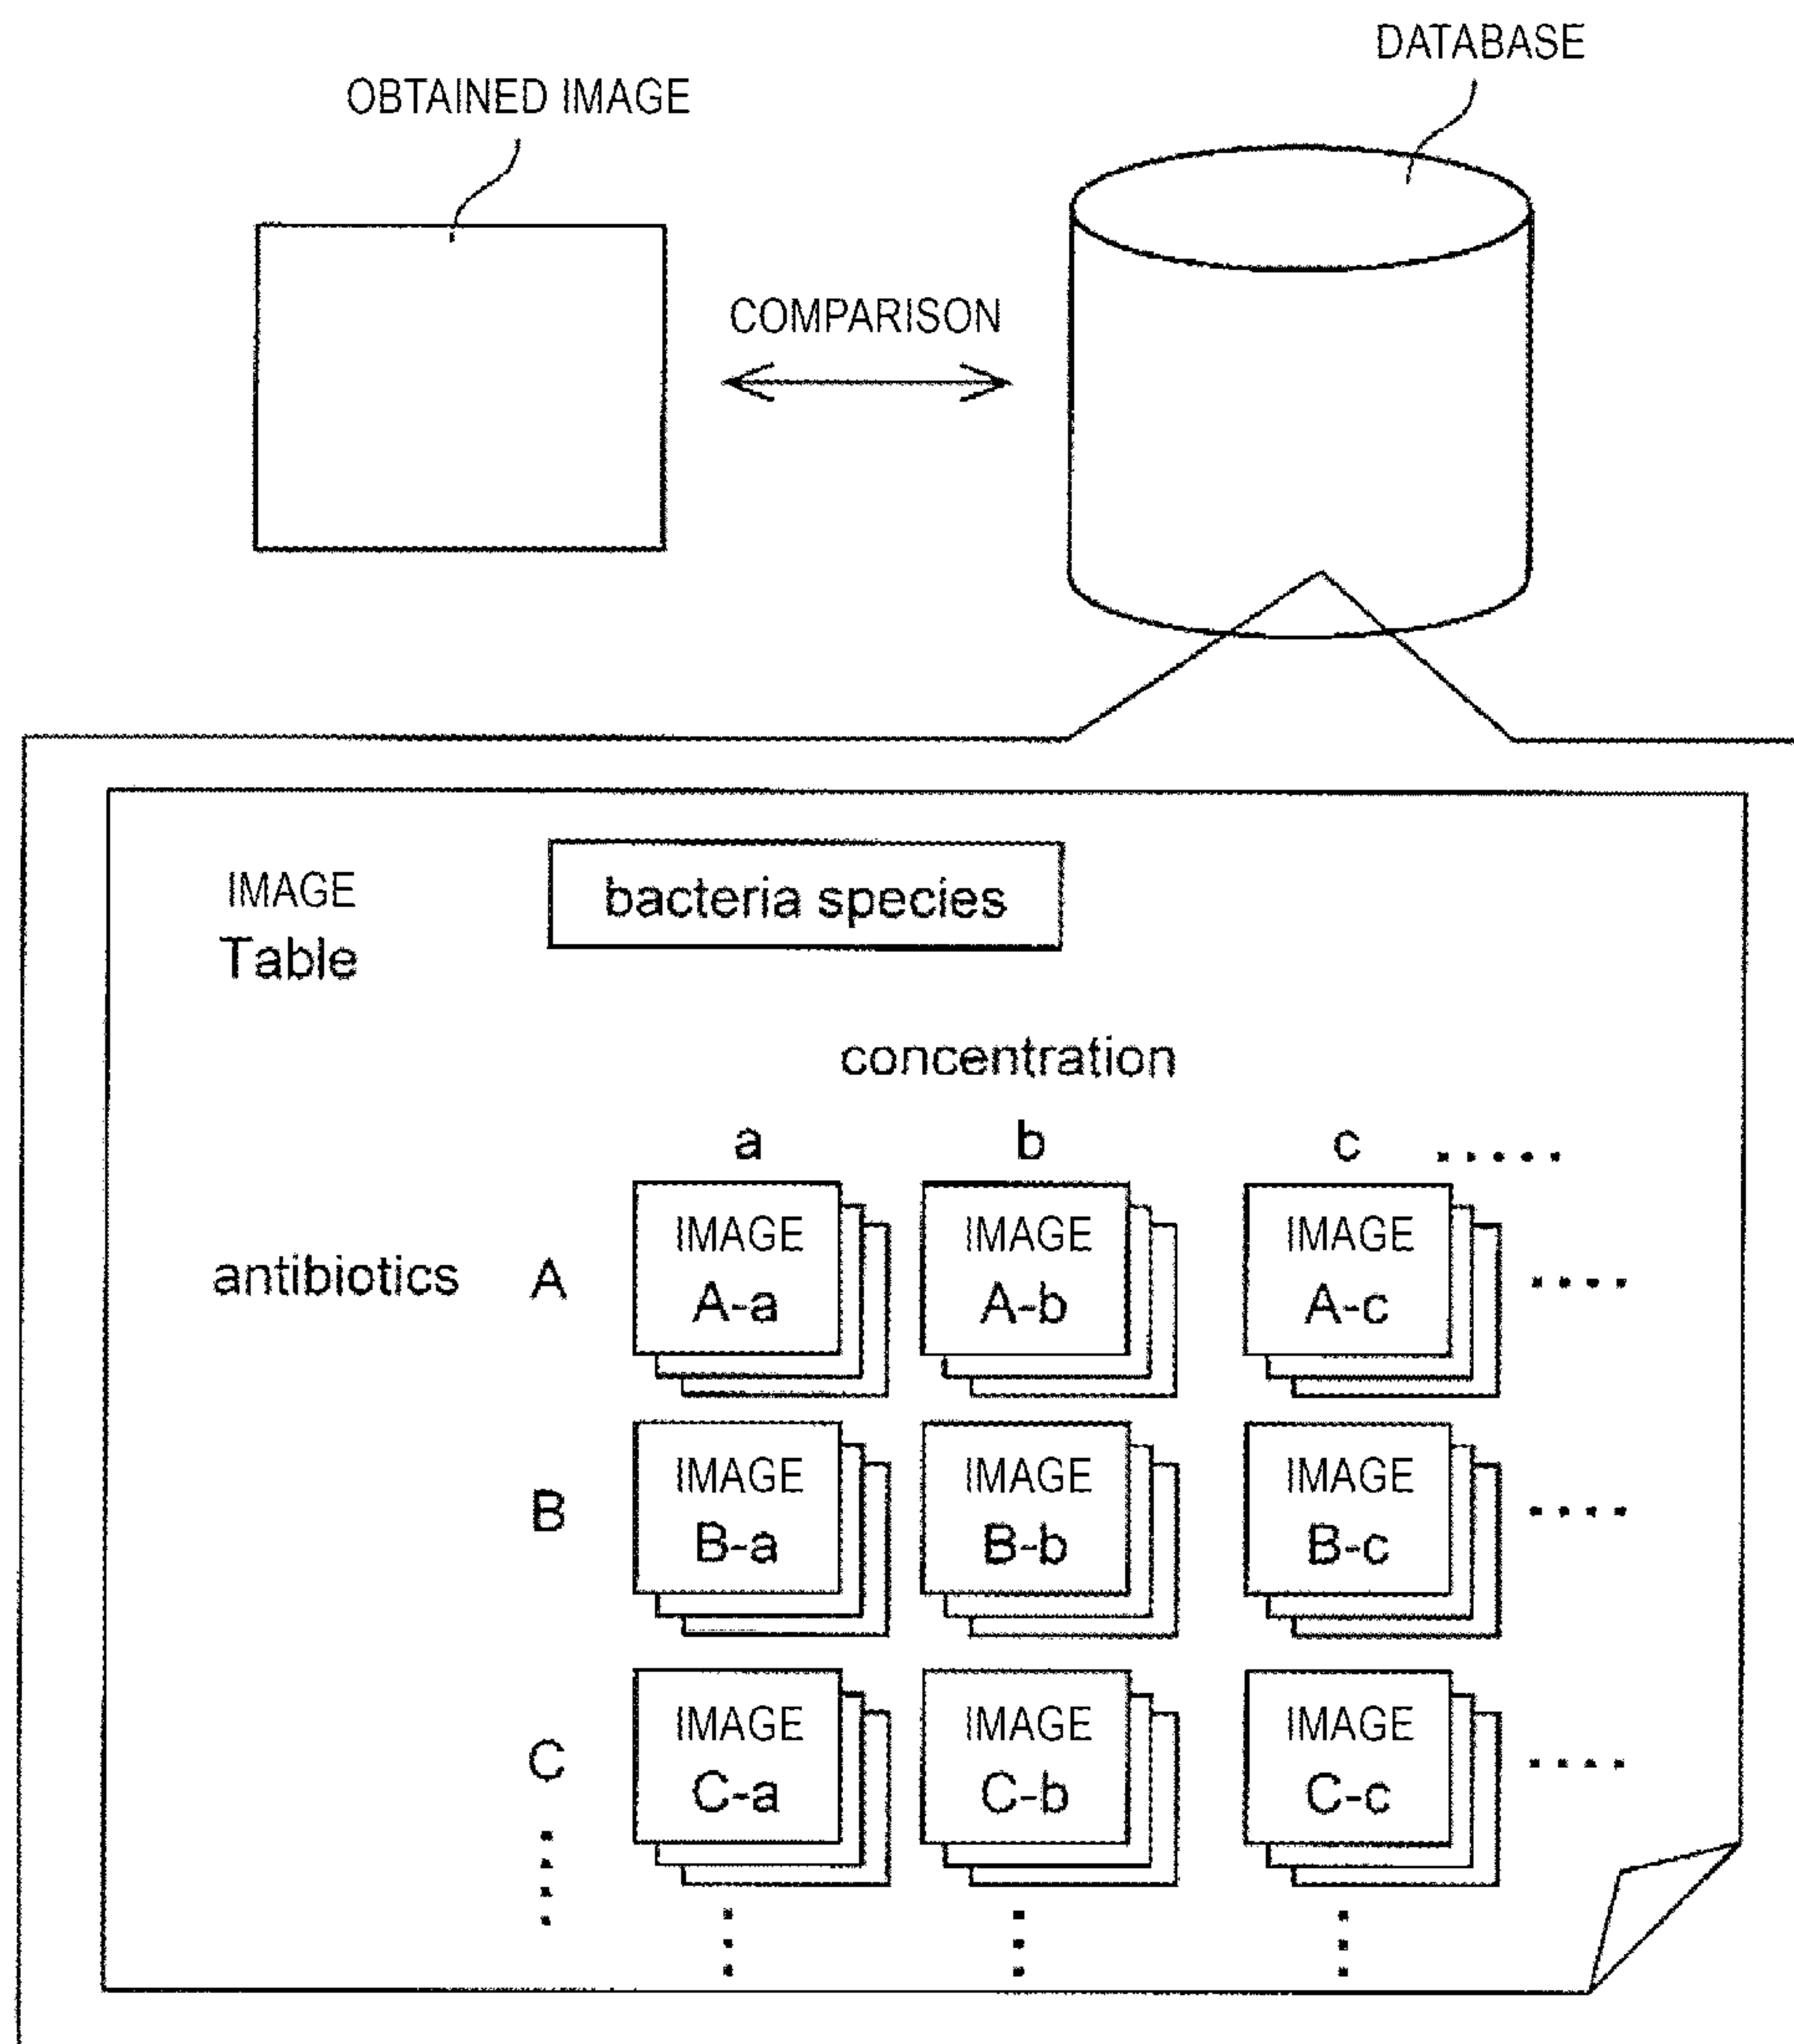 DATABASE
OBTAINED IMAGE
COMPARISON
IMAGE
Table
bacteria species
concentration
a b c .....
antibiotics A
IMAGE
A-a
IMAGE
A-b
IMAGE
A-c
....
B
IMAGE
B-a
IMAGE
B-b
IMAGE
B-c
....
C
IMAGE
C-a
IMAGE
C-b
IMAGE
C-c
....